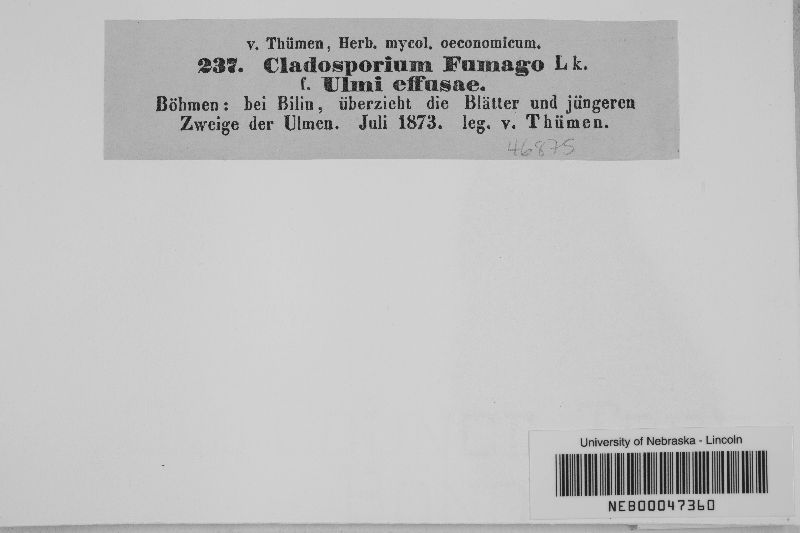 v. Thümen, Herb. mycol. oeconomicum.
237. Cladosporium Fumago Lk.
f. Ulmi effusae.
Böhmen: bei Bilin, überzieht die Blätter und jüngeren
Zweige der Ulmen. Juli 1873. leg. v. Thümen.
46875
University of Nebraska - Lincoln
NEB00047360